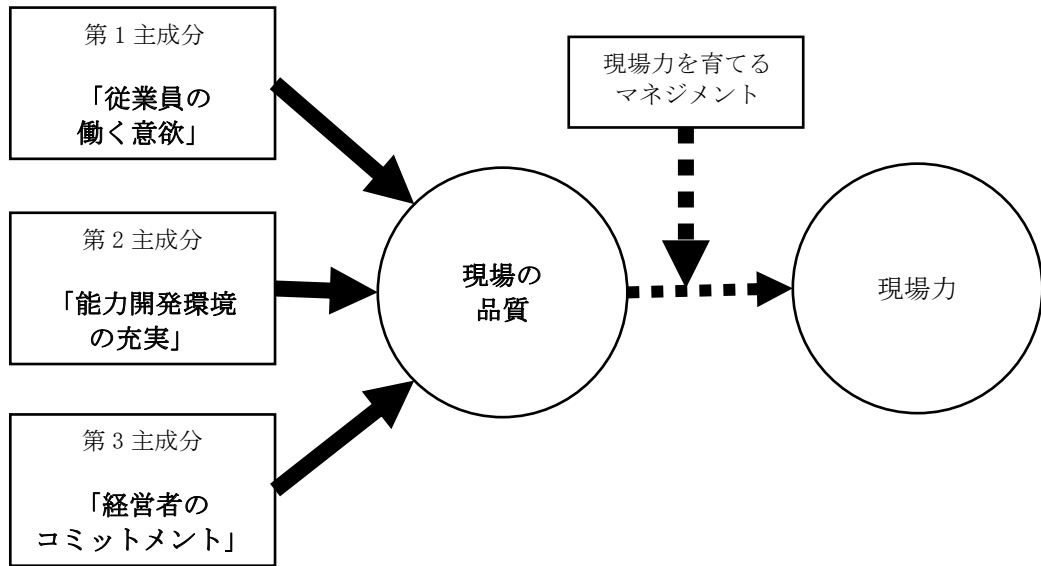 第1主成分
「従業員の
働く意欲」
第2主成分
「能力開発環境
の充実」
第3主成分
「経営者の
コミットメント」
現場の
品質
現場力を育てる
マネジメント
現場力